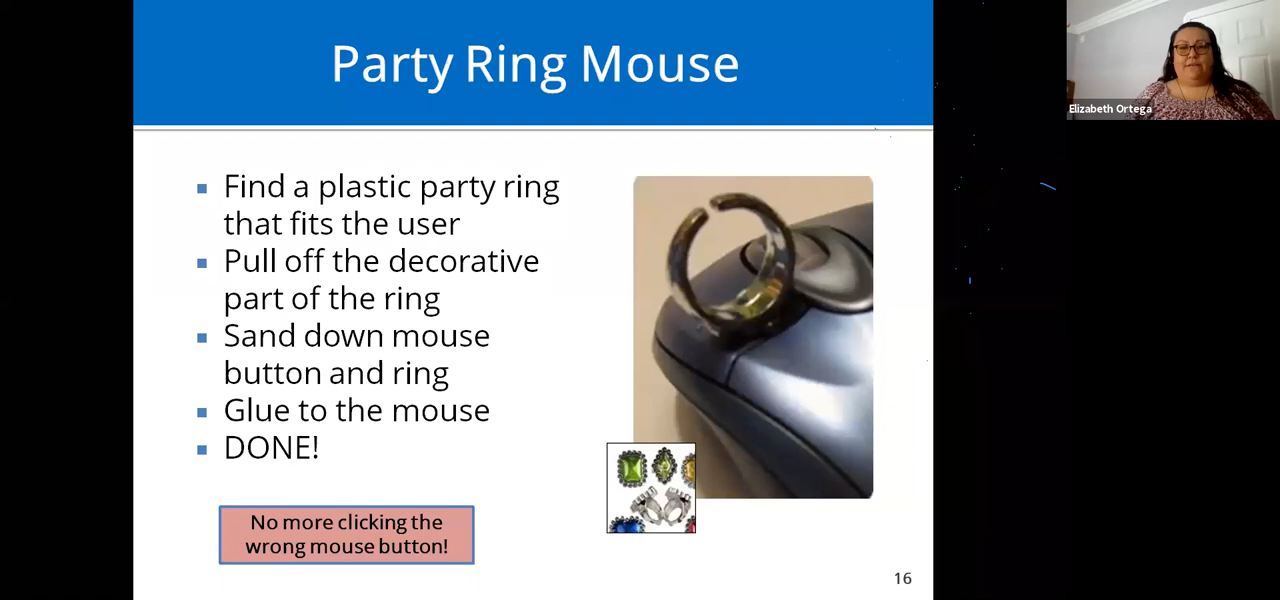 Party Ring Mouse
Elizabeth Ortega
Find a plastic party ring
that fits the user
Pull off the decorative
part of the ring
Sand down mouse
button and ring
Glue to the mouse
DONE!
No more clicking the
wrong mouse button!
16